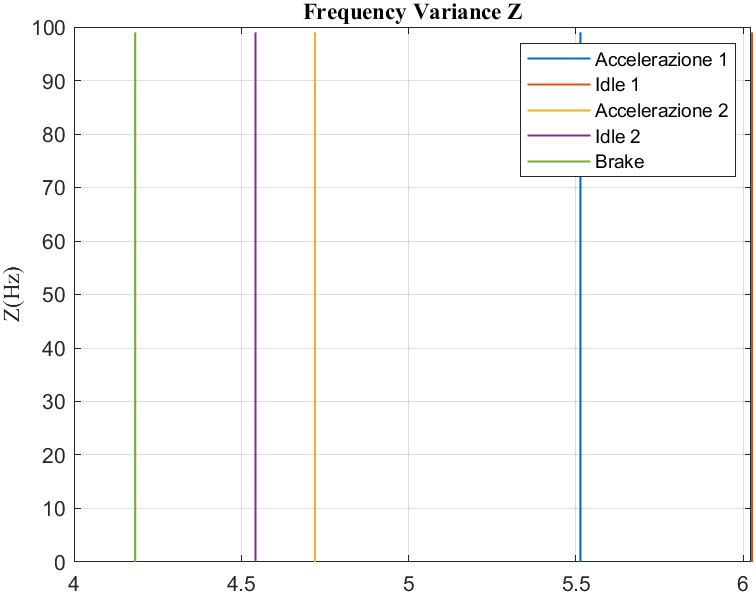 Frequency Variance Z
100
90
80
70
60
50
40
30
20
10
0
Z(Hz)
Accelerazione 1
Idle 1
Accelerazione 2
Idle 2
Brake
4
4.5
5
5.5
6